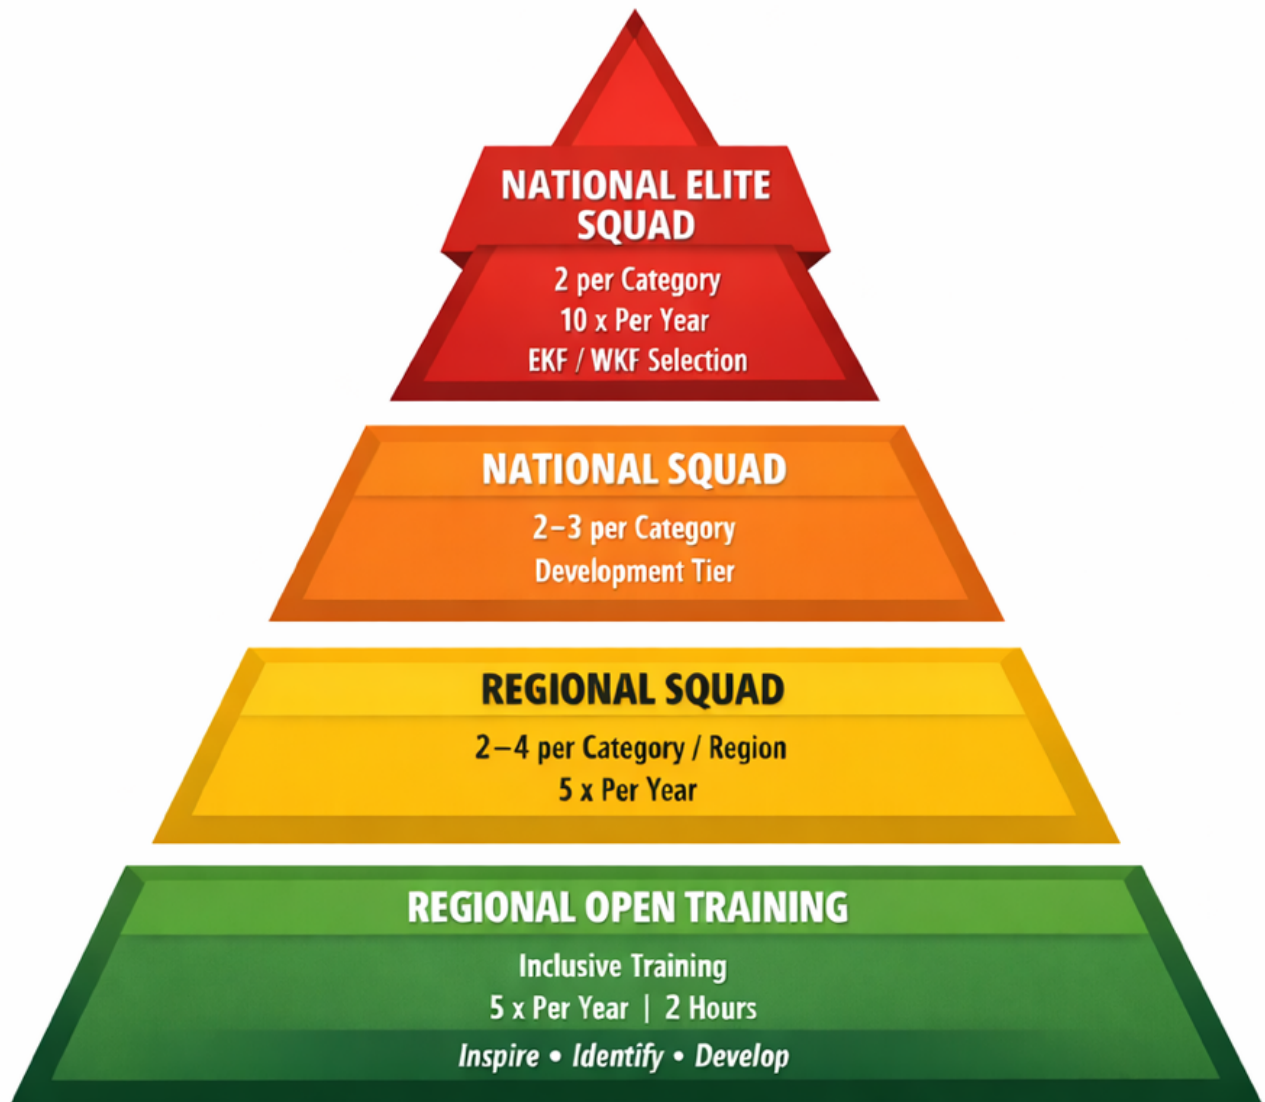 NATIONAL ELITE
SQUAD
2 per Category
10 x Per Year
EKF / WKF Selection
NATIONAL SQUAD
2–3 per Category
Development Tier
REGIONAL SQUAD
2–4 per Category / Region
5 x Per Year
REGIONAL OPEN TRAINING
Inclusive Training
5 x Per Year | 2 Hours
Inspire • Identify • Develop